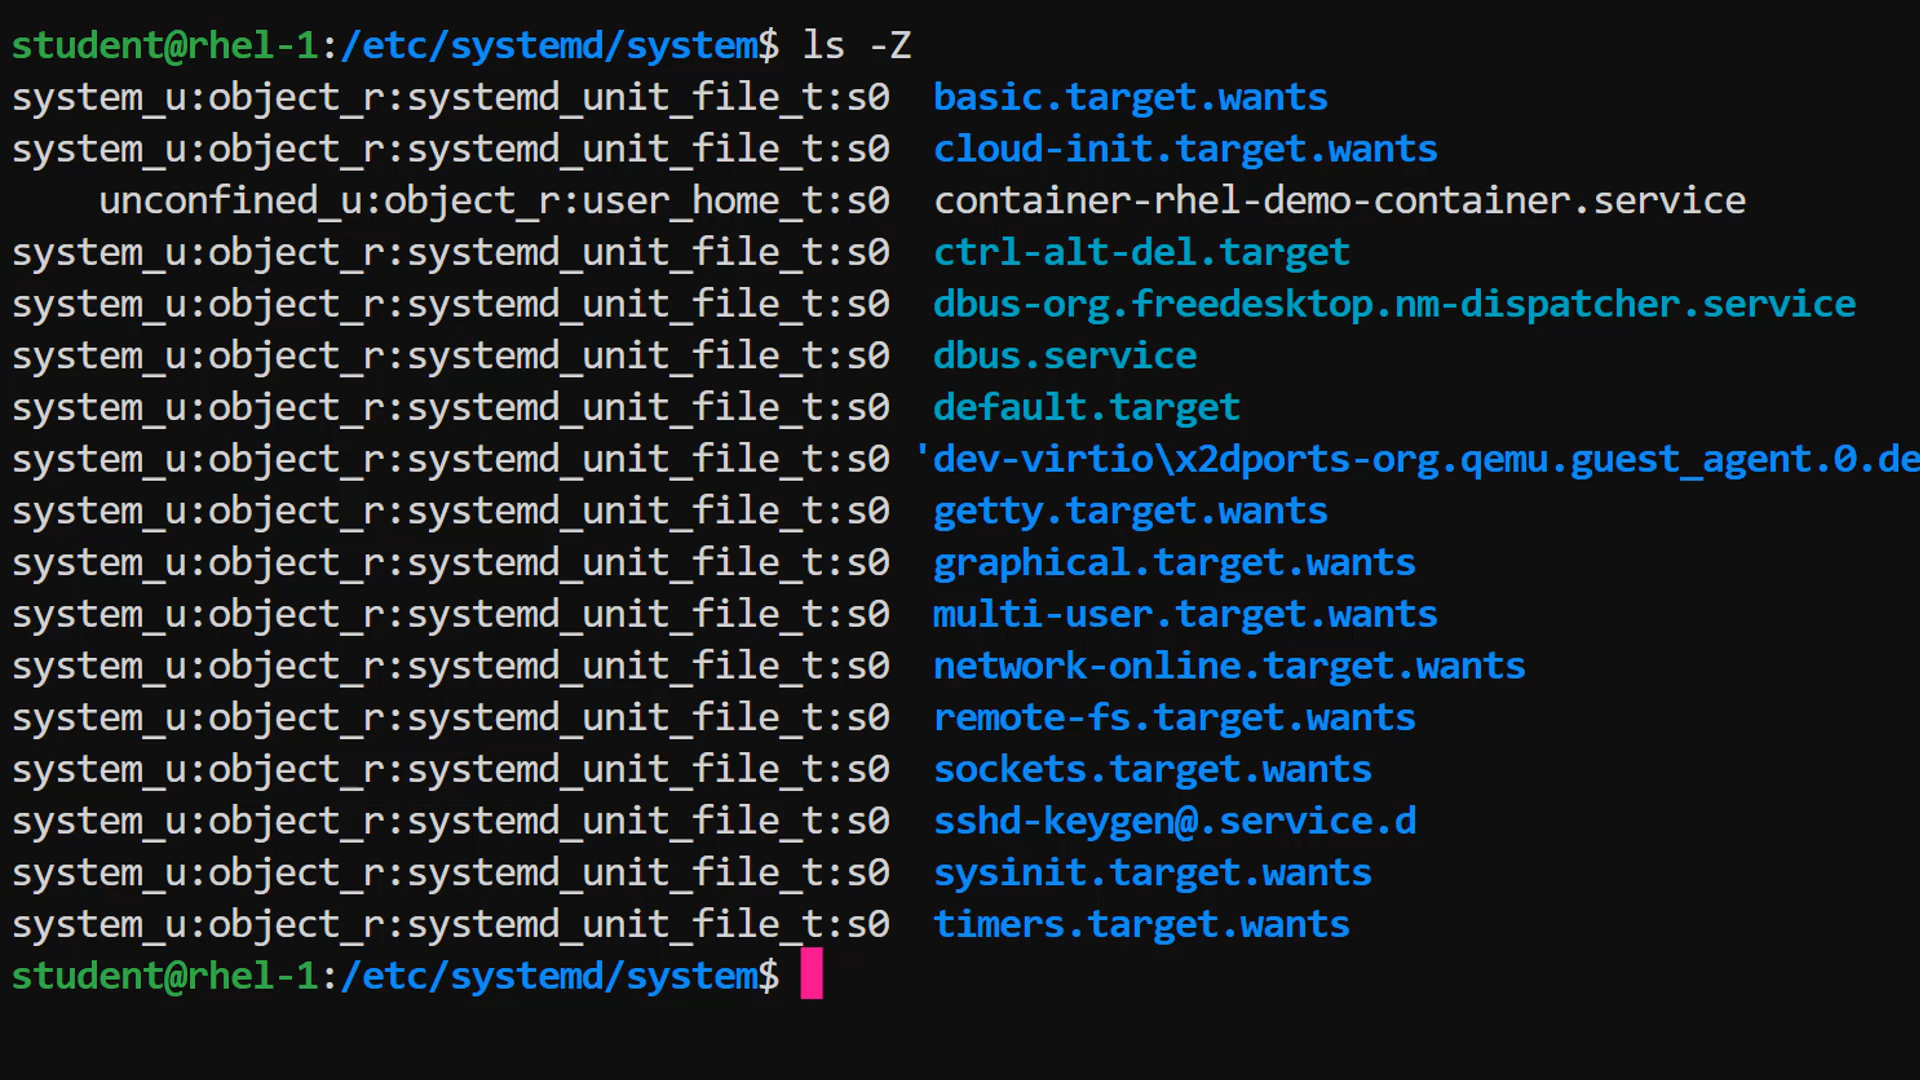 student@rhel-1:/etc/systemd/system$ ls -Z
system_u:object_r:systemd_unit_file_t:s0  basic.target.wants
system_u:object_r:systemd_unit_file_t:s0  cloud-init.target.wants
unconfined_u:object_r:user_home_t:s0  container-rhel-demo-container.service
system_u:object_r:systemd_unit_file_t:s0  ctrl-alt-del.target
system_u:object_r:systemd_unit_file_t:s0  dbus-org.freedesktop.nm-dispatcher.service
system_u:object_r:systemd_unit_file_t:s0  dbus.service
system_u:object_r:systemd_unit_file_t:s0  default.target
system_u:object_r:systemd_unit_file_t:s0 'dev-virtio\x2dports-org.qemu.guest_agent.0.de
system_u:object_r:systemd_unit_file_t:s0  getty.target.wants
system_u:object_r:systemd_unit_file_t:s0  graphical.target.wants
system_u:object_r:systemd_unit_file_t:s0  multi-user.target.wants
system_u:object_r:systemd_unit_file_t:s0  network-online.target.wants
system_u:object_r:systemd_unit_file_t:s0  remote-fs.target.wants
system_u:object_r:systemd_unit_file_t:s0  sockets.target.wants
system_u:object_r:systemd_unit_file_t:s0  sshd-keygen@.service.d
system_u:object_r:systemd_unit_file_t:s0  sysinit.target.wants
system_u:object_r:systemd_unit_file_t:s0  timers.target.wants
student@rhel-1:/etc/systemd/system$